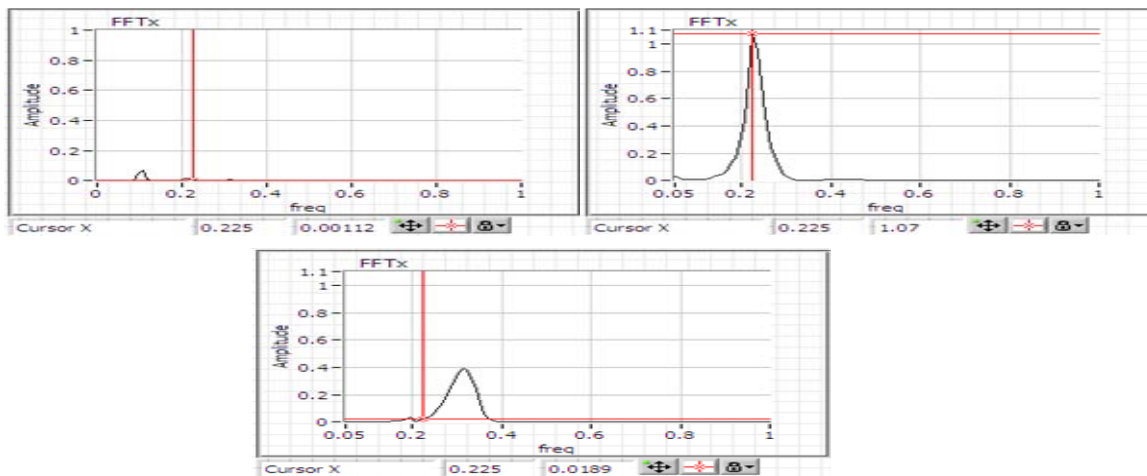 FFTx
1
0.8
0.6
0.4
0.2
0
Amplitude
0 0.2 0.4 0.6 0.8 1
freq
Cursor X 0.225 0.00112
FFTx
1.1
1
0.8
0.6
0.4
0.2
0
Amplitude
0.05 0.2 0.4 0.6 0.8 1
freq
Cursor X 0.225 1.07
FFTx
1.1
1
0.8
0.6
0.4
0.2
0
Amplitude
0.05 0.2 0.4 0.6 0.8 1
freq
Cursor X 0.225 0.0189